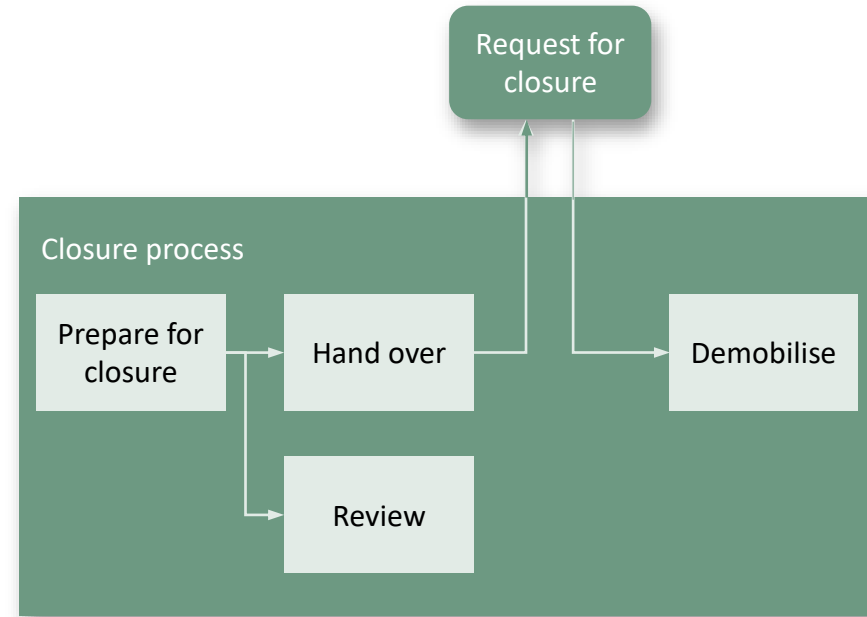 Request for
closure
Closure process
Prepare for
closure
Hand over
Demobilise
Review